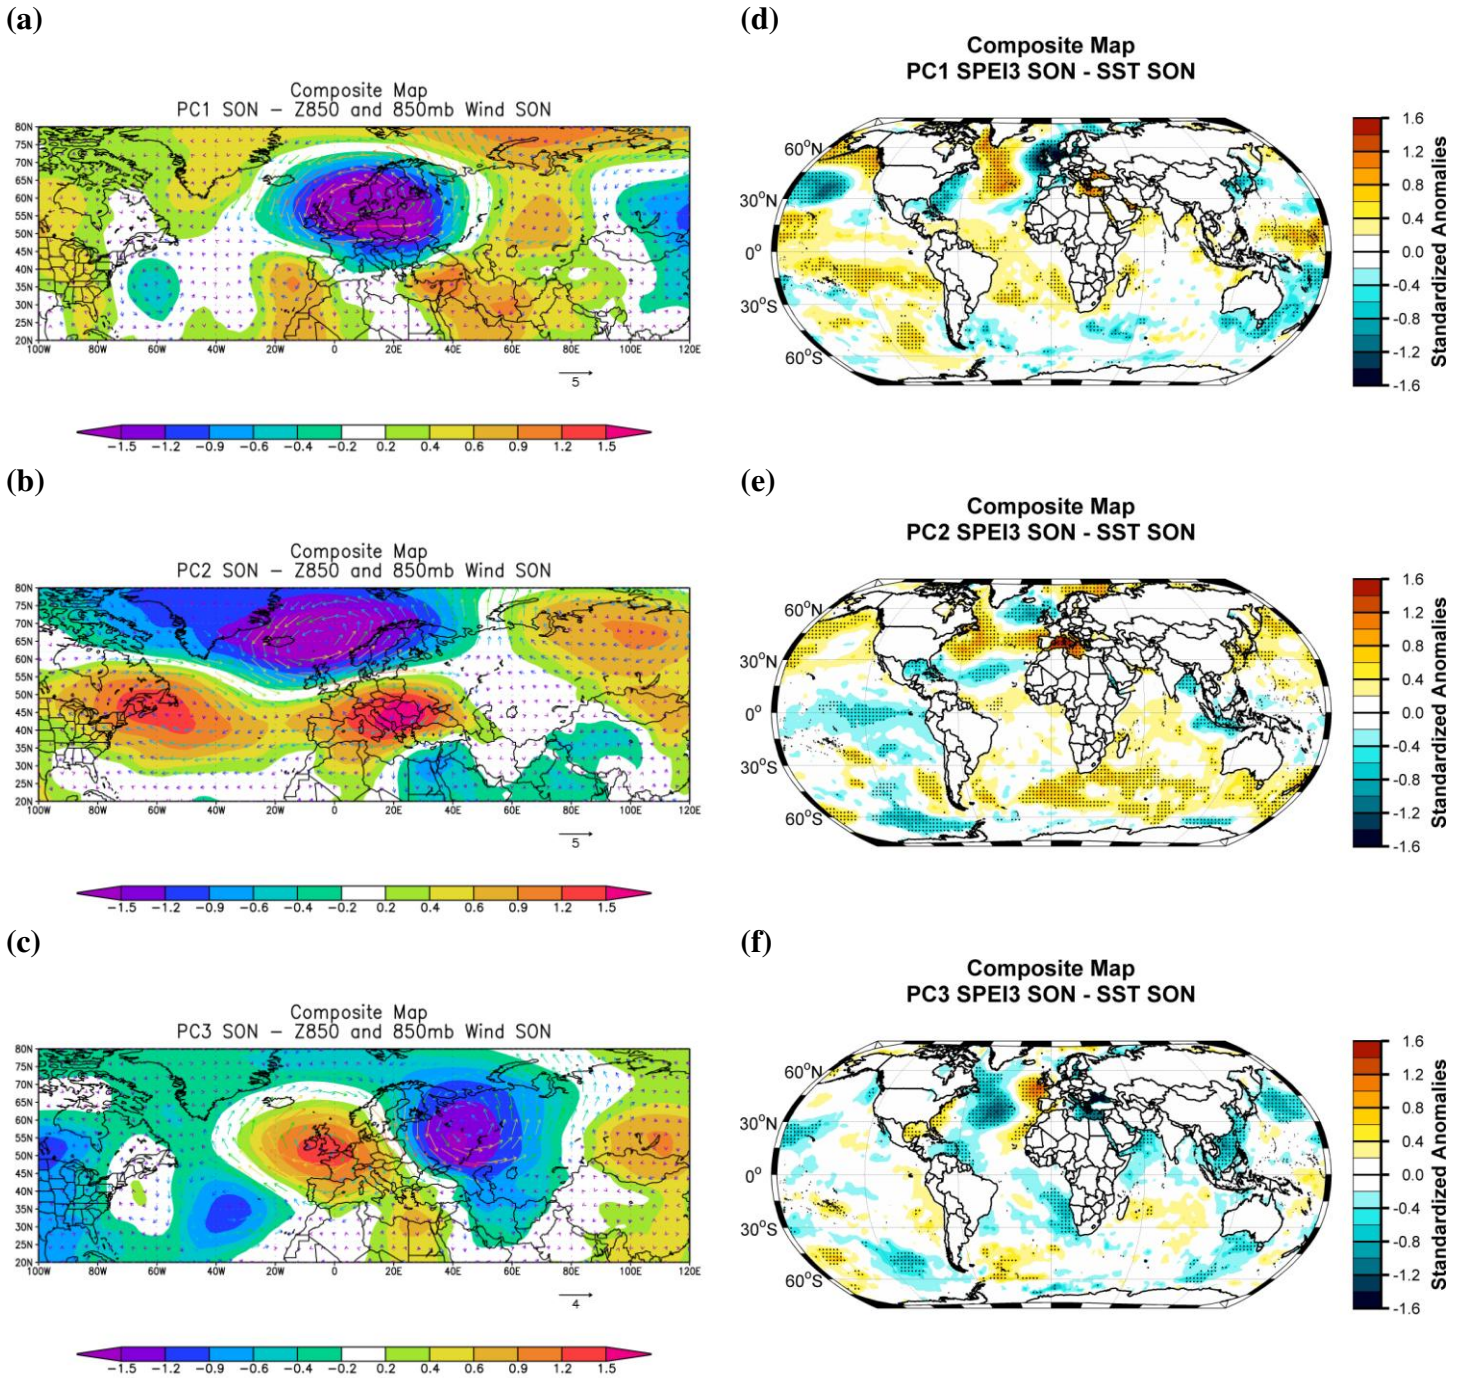 (a)
Composite Map
PC1 SON – Z850 and 850mb Wind SON
80N
75N
70N
65N
60N
55N
50N
45N
40N
35N
30N
25N
20N
100W 80W 60W 40W 20W 0 20E 40E 60E 80E 100E 120E
5
−1.5 −1.2 −0.9 −0.6 −0.4 −0.2 0.2 0.4 0.6 0.9 1.2 1.5
(d)
Composite Map
PC1 SPEI3 SON - SST SON
60°N
30°N
0°
30°S
60°S
1.6
1.2
0.8
0.4
0.0
-0.4
-0.8
-1.2
-1.6
Standardized Anomalies
(b)
Composite Map
PC2 SON – Z850 and 850mb Wind SON
80N
75N
70N
65N
60N
55N
50N
45N
40N
35N
30N
25N
20N
100W 80W 60W 40W 20W 0 20E 40E 60E 80E 100E 120E
5
−1.5 −1.2 −0.9 −0.6 −0.4 −0.2 0.2 0.4 0.6 0.9 1.2 1.5
(e)
Composite Map
PC2 SPEI3 SON - SST SON
60°N
30°N
0°
30°S
60°S
1.6
1.2
0.8
0.4
0.0
-0.4
-0.8
-1.2
-1.6
Standardized Anomalies
(c)
Composite Map
PC3 SON – Z850 and 850mb Wind SON
80N
75N
70N
65N
60N
55N
50N
45N
40N
35N
30N
25N
20N
100W 80W 60W 40W 20W 0 20E 40E 60E 80E 100E 120E
4
−1.5 −1.2 −0.9 −0.6 −0.4 −0.2 0.2 0.4 0.6 0.9 1.2 1.5
(f)
Composite Map
PC3 SPEI3 SON - SST SON
60°N
30°N
0°
30°S
60°S
1.6
1.2
0.8
0.4
0.0
-0.4
-0.8
-1.2
-1.6
Standardized Anomalies